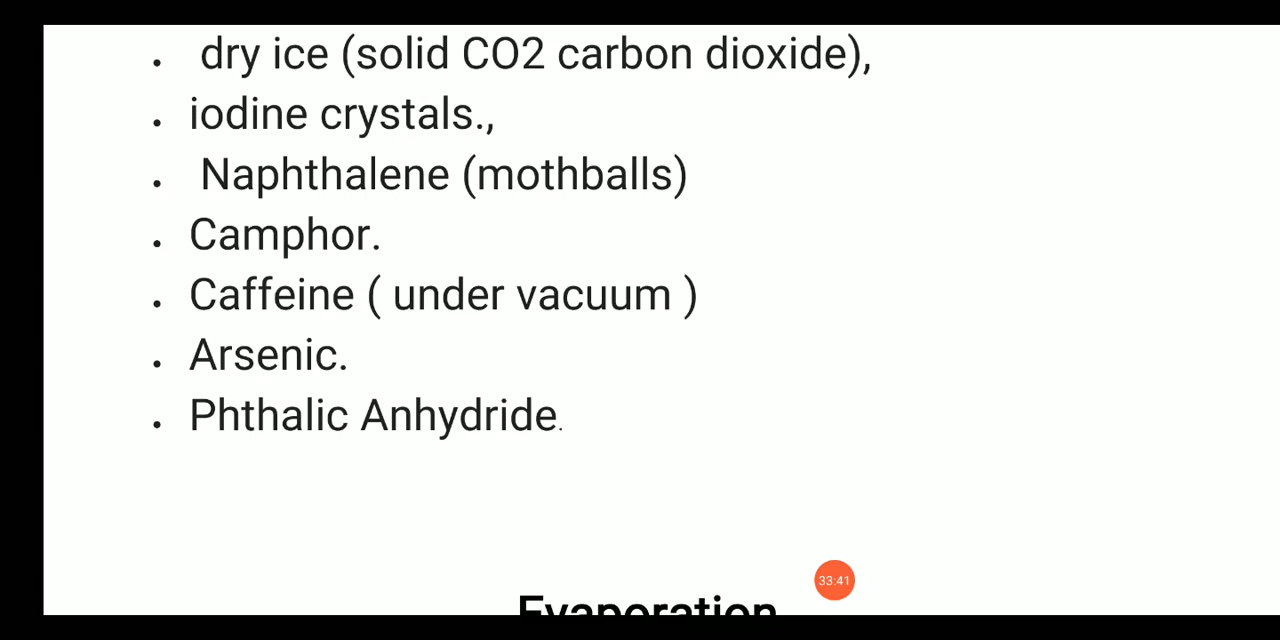 • dry ice (solid CO2 carbon dioxide),
• iodine crystals.,
• Naphthalene (mothballs)
• Camphor.
• Caffeine ( under vacuum )
• Arsenic.
• Phthalic Anhydride.
33:41
Evaporation